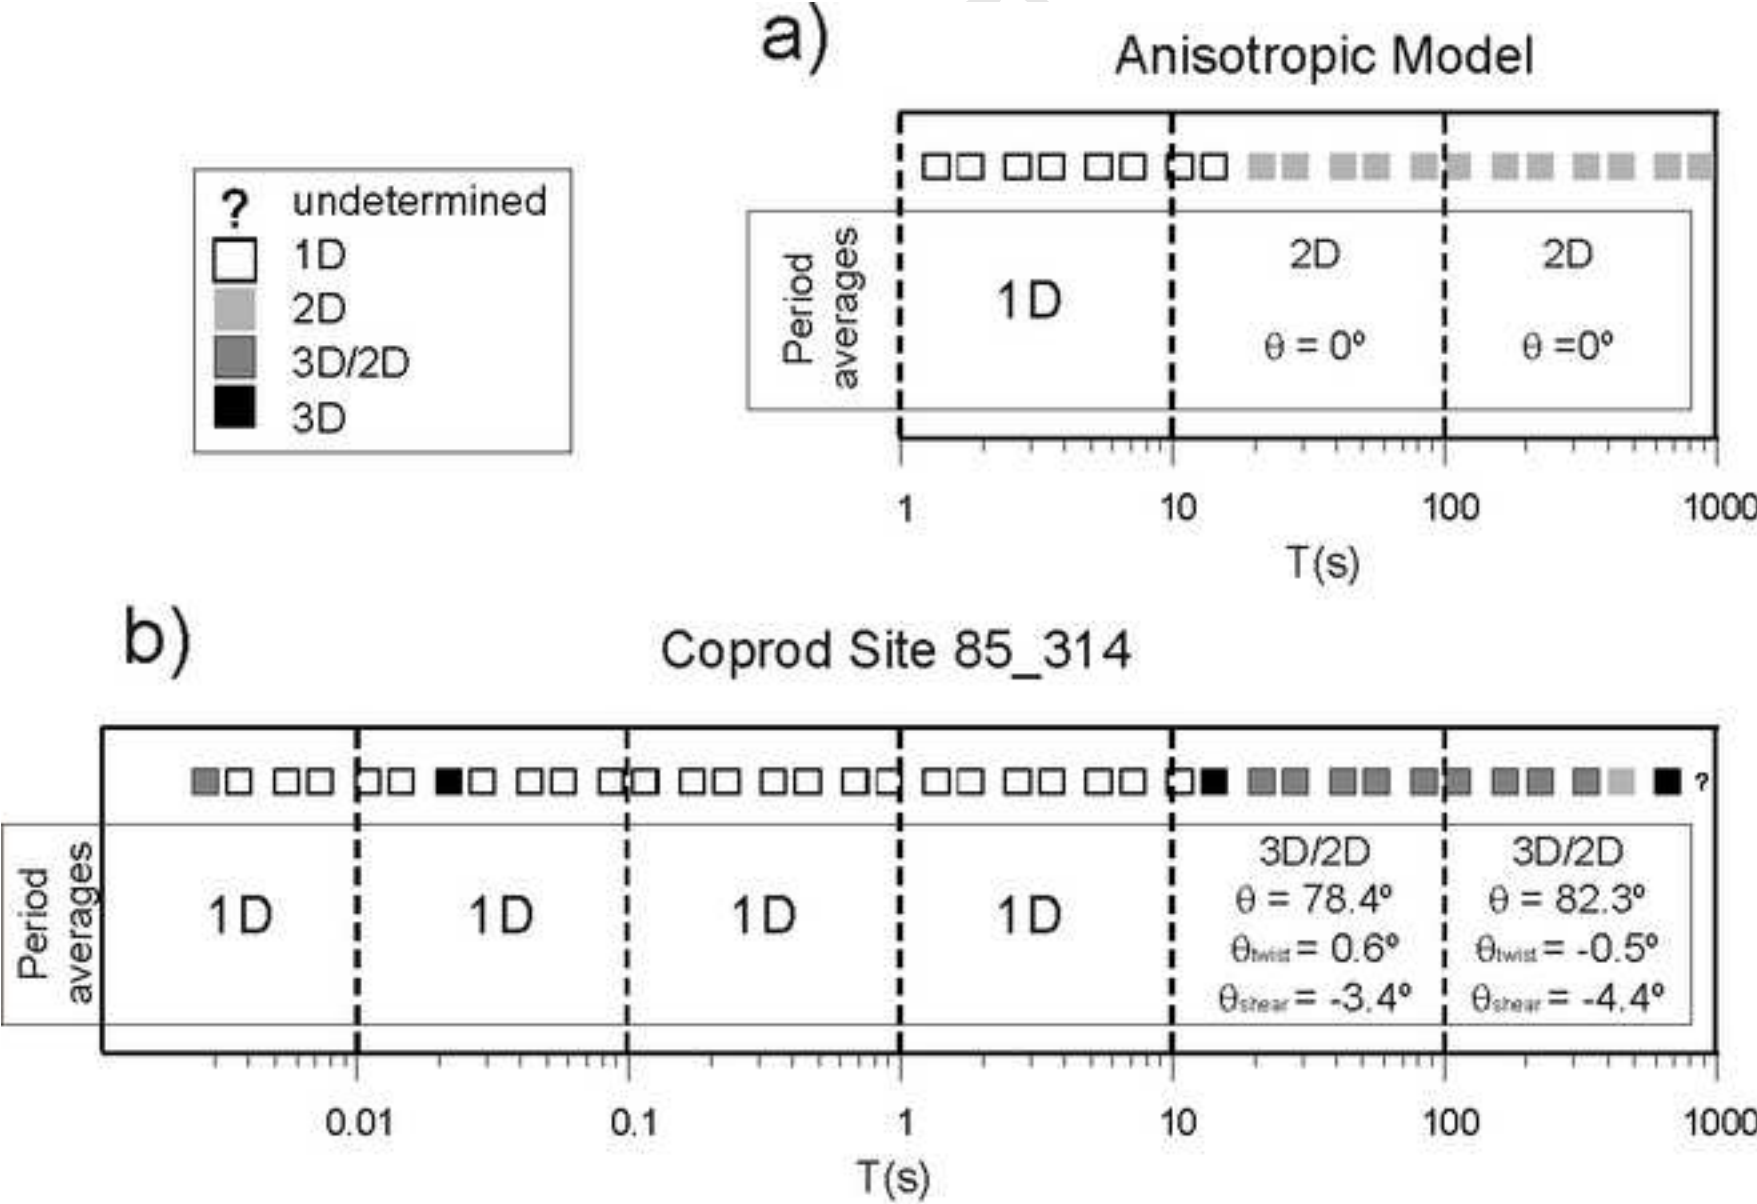 a)
Anisotropic Model
? undetermined
1D
2D
3D/2D
3D
Period
averages
1D
2D
θ = 0º
2D
θ =0º
1 10 100 1000
T(s)
b)
Coprod Site 85_314
?
Period
averages
1D
1D
1D
1D
3D/2D
θ = 78.4º
θtwist = 0.6º
θshear = -3.4º
3D/2D
θ = 82.3º
θtwist = -0.5º
θshear = -4.4º
0.01 0.1 1 10 100 1000
T(s)